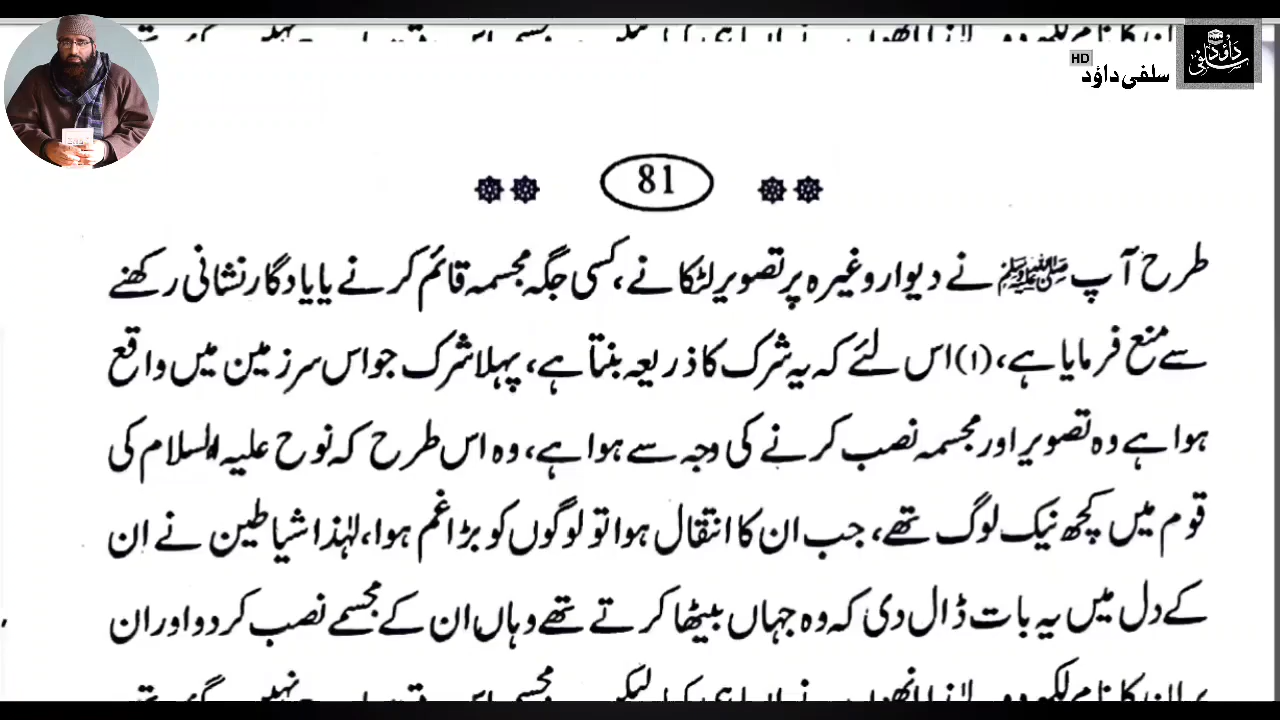 HD
سلفی داؤد
داؤد سلفی
81
طرح آپ ﷺ نے دیوار وغیرہ پر تصویر لٹکانے، کسی جگہ مجسمہ قائم کرنے یا یادگار نشانی رکھنے
سے منع فرمایا ہے، (۱) اس لئے کہ یہ شرک کا ذریعہ بنتا ہے، پہلا شرک جو اس سرزمین میں واقع
ہوا ہے وہ تصویر اور مجسمہ نصب کرنے کی وجہ سے ہوا ہے، وہ اس طرح کہ نوح علیہ السلام کی
قوم میں کچھ نیک لوگ تھے، جب ان کا انتقال ہوا تو لوگوں کو بڑا غم ہوا، لہٰذا شیاطین نے ان
کے دل میں یہ بات ڈال دی کہ وہ جہاں بیٹھا کرتے تھے وہاں ان کے مجسمے نصب کر دو اور ان